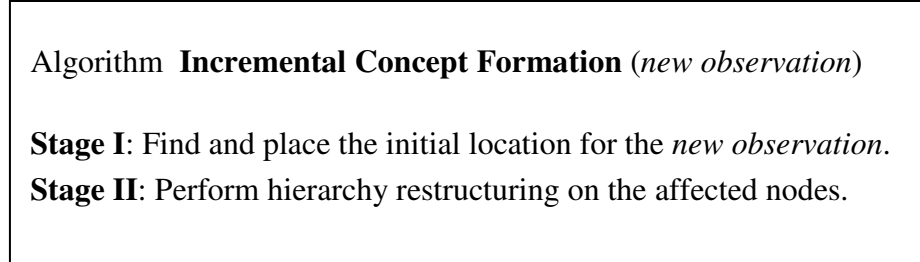 Algorithm Incremental Concept Formation (new observation)
Stage I: Find and place the initial location for the new observation.
Stage II: Perform hierarchy restructuring on the affected nodes.